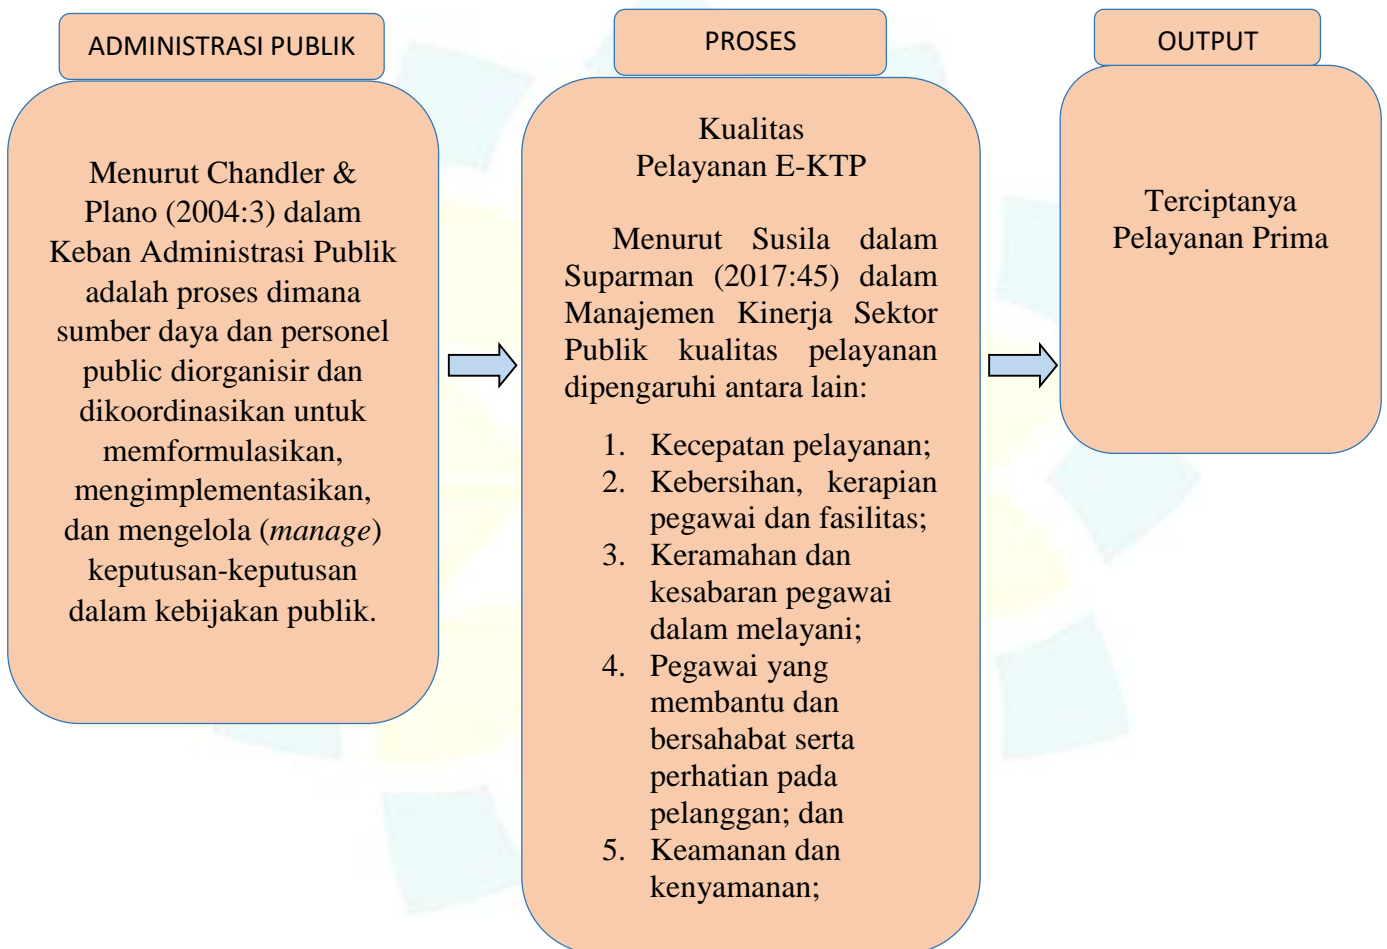 ADMINISTRASI PUBLIK
Menurut Chandler &
Plano (2004:3) dalam
Keban Administrasi Publik
adalah proses dimana
sumber daya dan personel
public diorganisir dan
dikoordinasikan untuk
memformulasikan,
mengimplementasikan,
dan mengelola (manage)
keputusan-keputusan
dalam kebijakan publik.
PROSES
Kualitas
Pelayanan E-KTP
Menurut Susila dalam
Suparman (2017:45) dalam
Manajemen Kinerja Sektor
Publik kualitas pelayanan
dipengaruhi antara lain:
1. Kecepatan pelayanan;
2. Kebersihan, kerapian
pegawai dan fasilitas;
3. Keramahan dan
kesabaran pegawai
dalam melayani;
4. Pegawai yang
membantu dan
bersahabat serta
perhatian pada
pelanggan; dan
5. Keamanan dan
kenyamanan;
OUTPUT
Terciptanya
Pelayanan Prima